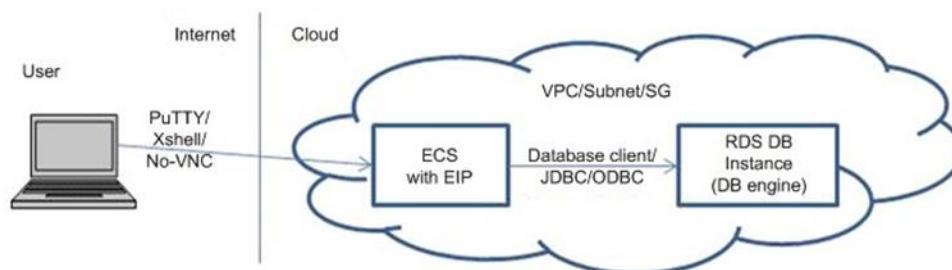 Internet
Cloud
User
VPC/Subnet/SG
PuTTY/
Xshell/
No-VNC
ECS
with EIP
Database client/
JDBC/ODBC
RDS DB
Instance
(DB engine)